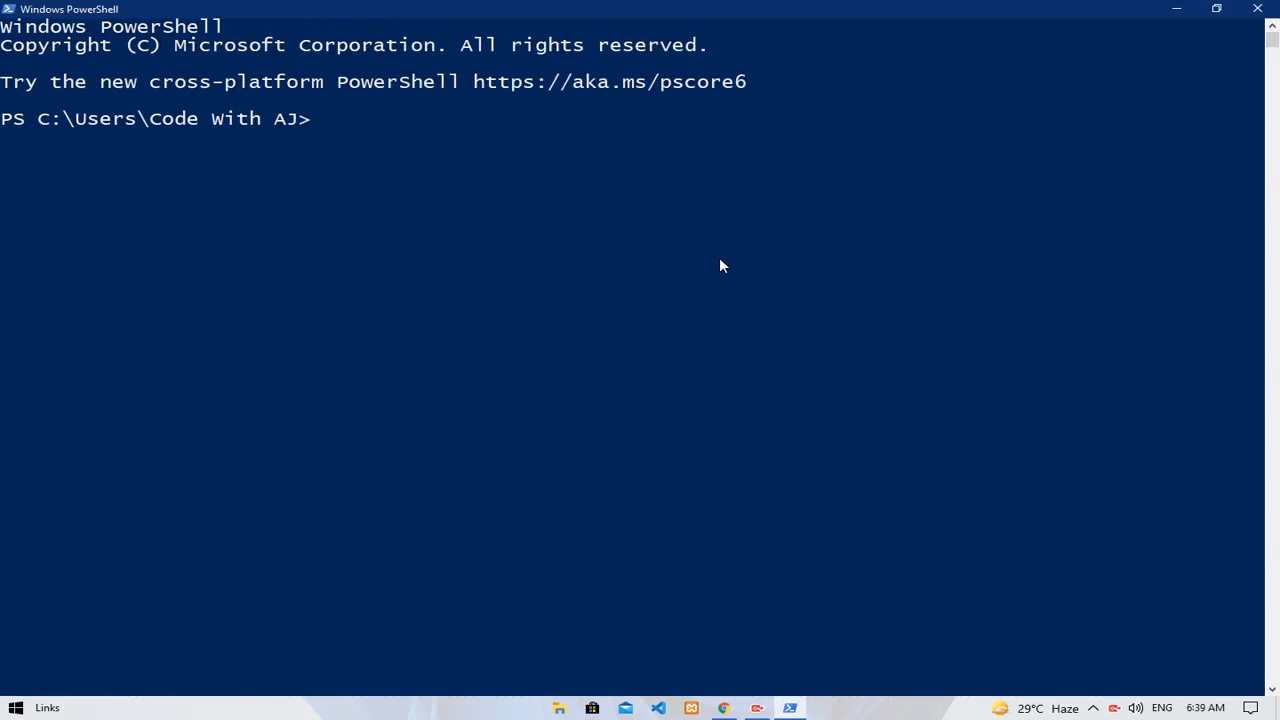 Windows PowerShell
Windows PowerShell
Copyright (C) Microsoft Corporation. All rights reserved.
Try the new cross-platform PowerShell https://aka.ms/pscore6
PS C:\Users\Code With AJ>
Links
29°C Haze
ENG
6:39 AM